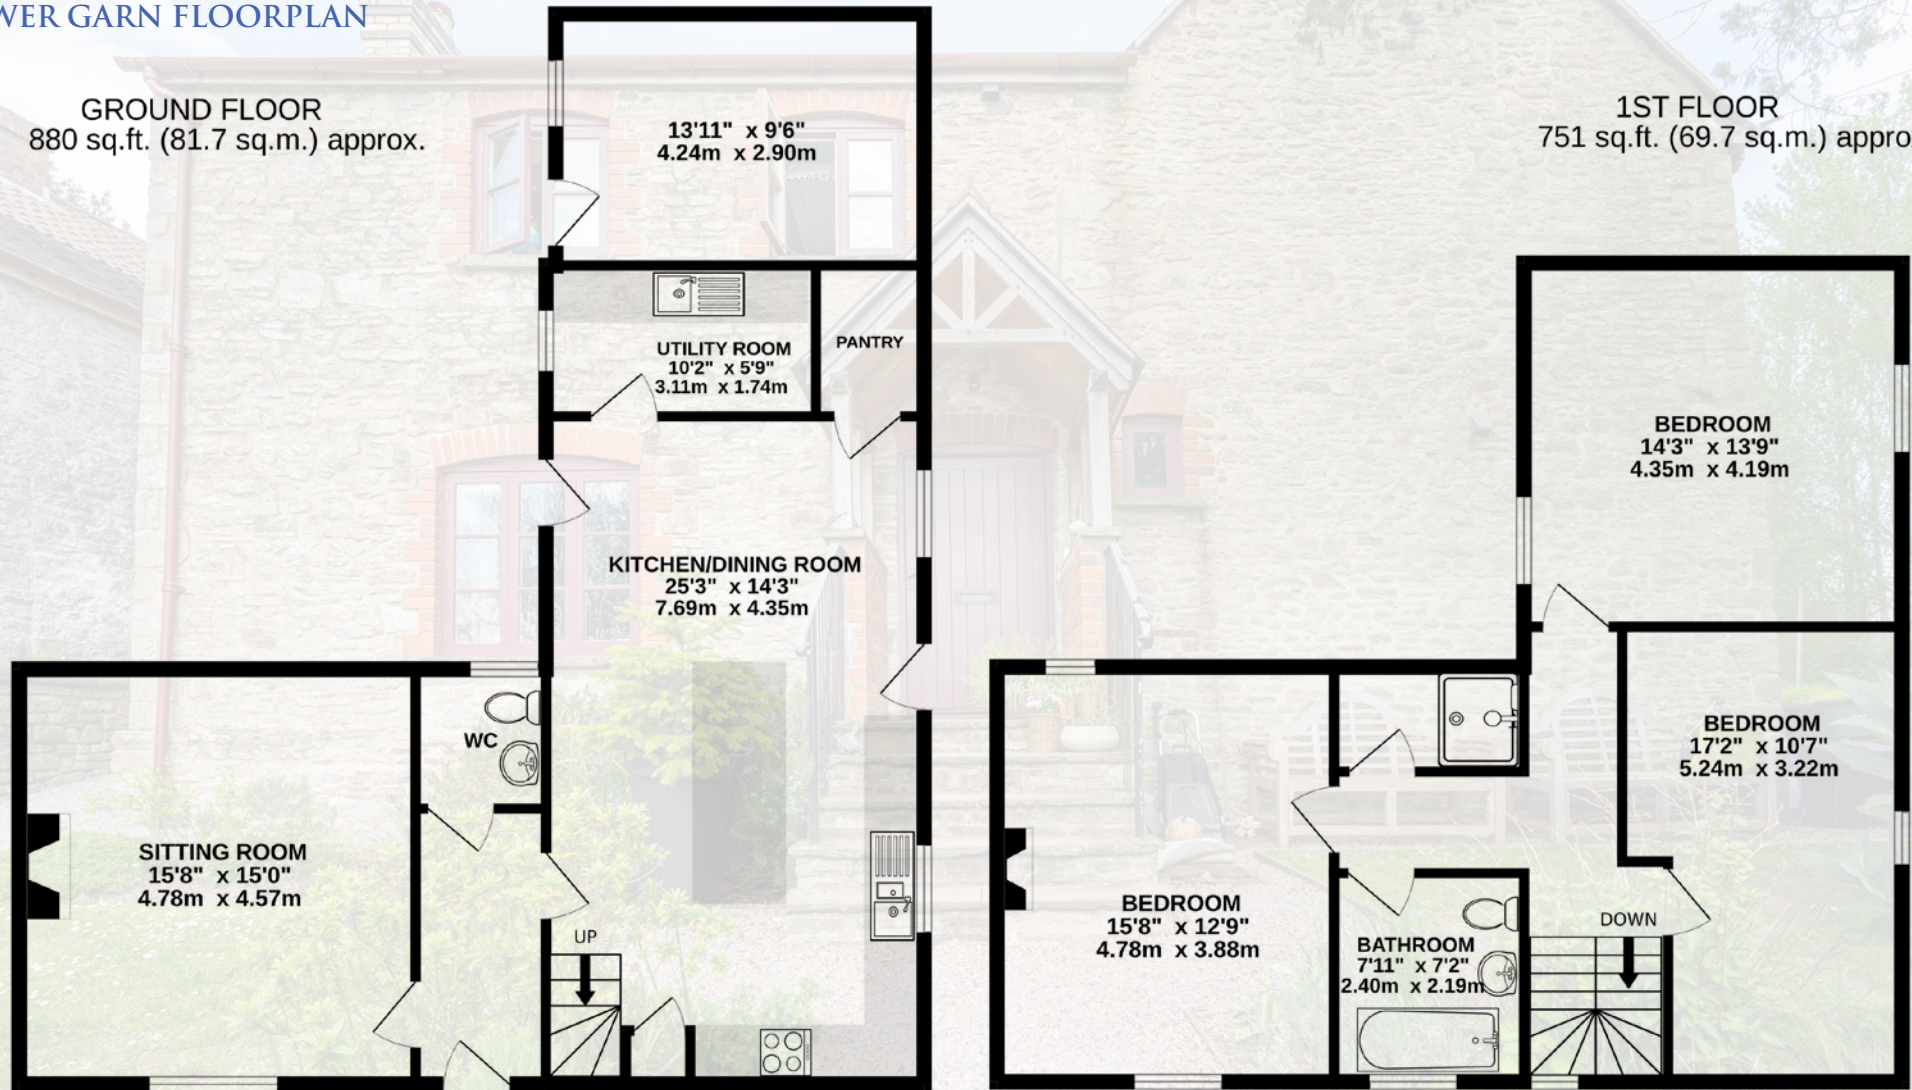 WER GARN FLOORPLAN
GROUND FLOOR
880 sq.ft. (81.7 sq.m.) approx.
13'11" x 9'6"
4.24m x 2.90m
UTILITY ROOM
10'2" x 5'9"
3.11m x 1.74m
PANTRY
KITCHEN/DINING ROOM
25'3" x 14'3"
7.69m x 4.35m
WC
SITTING ROOM
15'8" x 15'0"
4.78m x 4.57m
UP
1ST FLOOR
751 sq.ft. (69.7 sq.m.) appro
BEDROOM
14'3" x 13'9"
4.35m x 4.19m
BEDROOM
17'2" x 10'7"
5.24m x 3.22m
BEDROOM
15'8" x 12'9"
4.78m x 3.88m
DOWN
BATHROOM
7'11" x 7'2"
2.40m x 2.19m